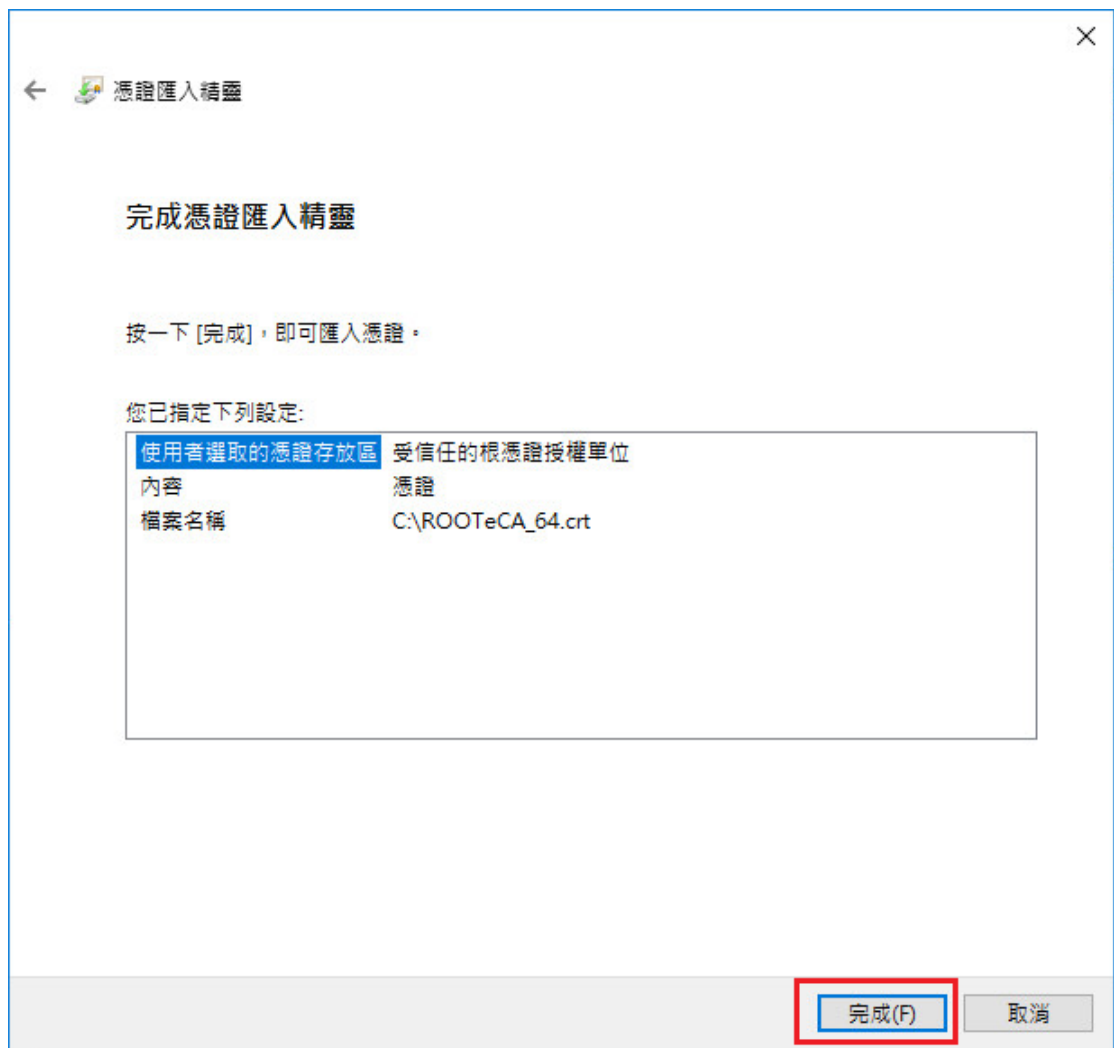 憑證匯入精靈
完成憑證匯入精靈
按一下 [完成]，即可匯入憑證。
您已指定下列設定:
使用者選取的憑證存放區 受信任的根憑證授權單位
內容 憑證
檔案名稱 C:\ROOTeCA_64.crt
完成(F) 取消